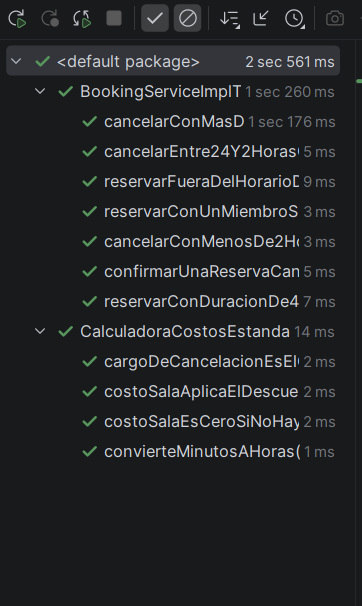 <default package> 2 sec 561 ms
BookingServiceImplT 1 sec 260 ms
cancelarConMasD 1 sec 176 ms
cancelarEntre24Y2Horas 5 ms
reservarFueraDelHorarioD 9 ms
reservarConUnMiembroS 3 ms
cancelarConMenosDe2Ho 3 ms
confirmarUnaReservaCan 5 ms
reservarConDuracionDe4 7 ms
CalculadoraCostosEstanda 14 ms
cargoDeCancelacionEsEl 2 ms
costoSalaAplicaElDescue 2 ms
costoSalaEsCeroSiNoHay 2 ms
convierteMinutosAHoras( 1 ms